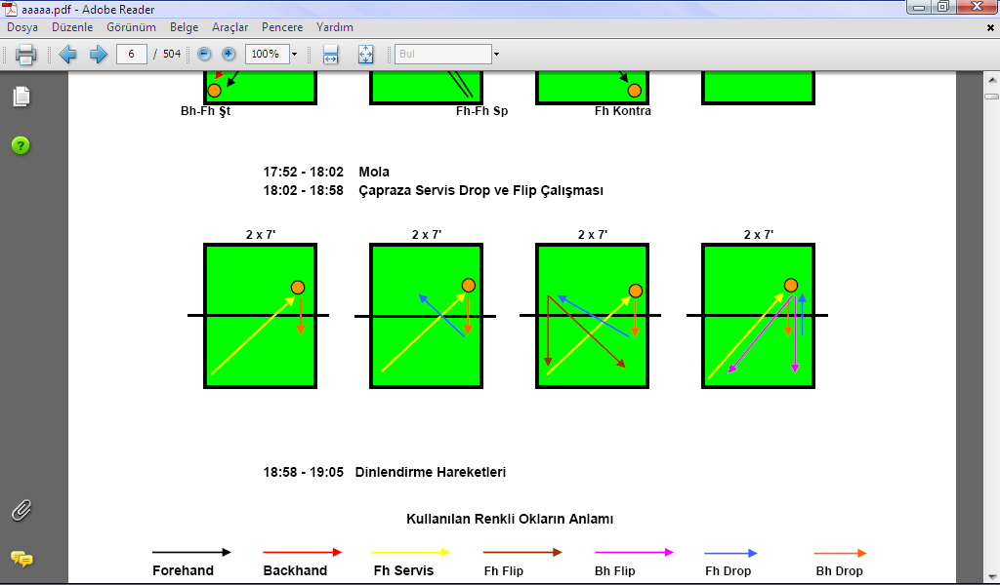 aaaaa.pdf - Adobe Reader
Dosya Düzenle Görünüm Belge Araçlar Pencere Yardım
6 / 504 100% Bul
Bh-Fh Şt Fh-Fh Sp Fh Kontra
17:52 - 18:02 Mola
18:02 - 18:58 Çapraza Servis Drop ve Flip Çalışması
2 x 7' 2 x 7' 2 x 7' 2 x 7'
18:58 - 19:05 Dinlendirme Hareketleri
Kullanılan Renkli Okların Anlamı
Forehand Backhand Fh Servis Fh Flip Bh Flip Fh Drop Bh Drop